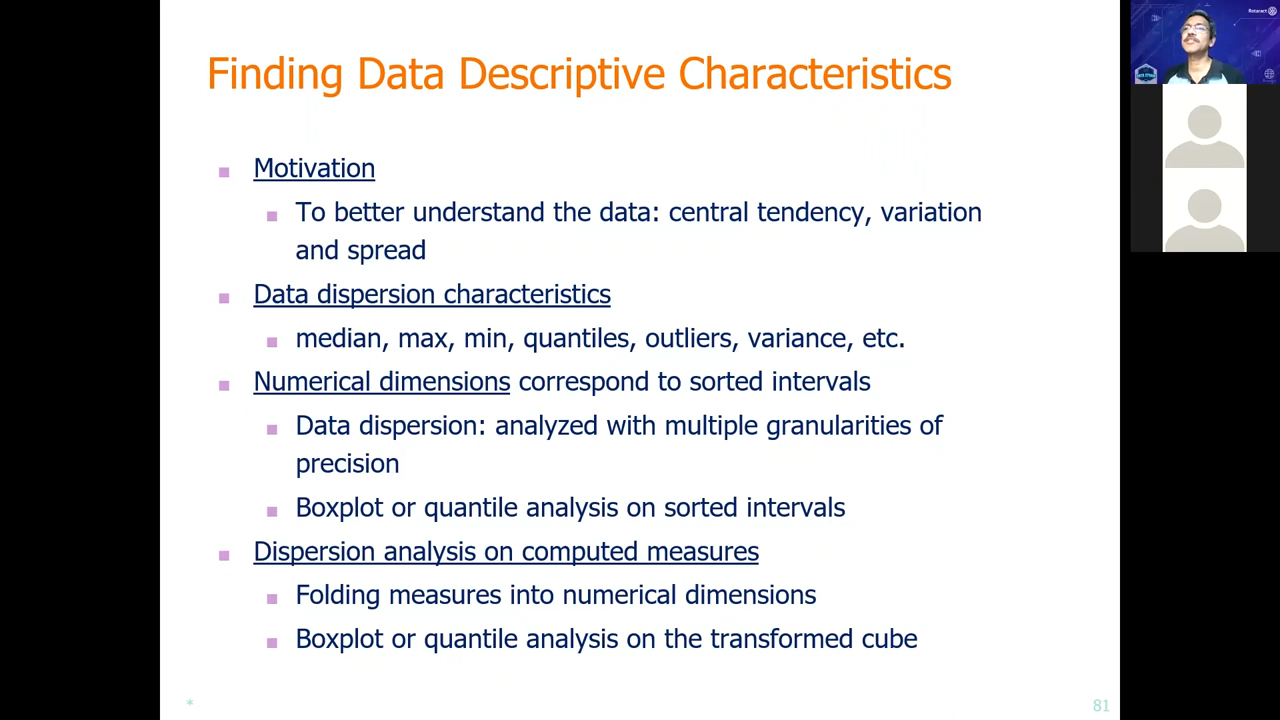 Finding Data Descriptive Characteristics
Motivation
To better understand the data: central tendency, variation
and spread
Data dispersion characteristics
median, max, min, quantiles, outliers, variance, etc.
Numerical dimensions correspond to sorted intervals
Data dispersion: analyzed with multiple granularities of
precision
Boxplot or quantile analysis on sorted intervals
Dispersion analysis on computed measures
Folding measures into numerical dimensions
Boxplot or quantile analysis on the transformed cube
*
81
Rotaract